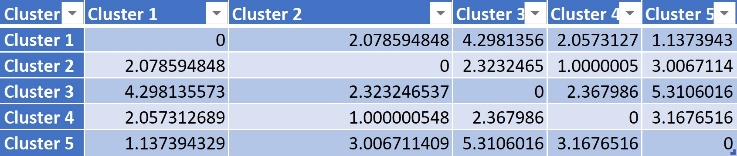 Cluster Cluster 1 Cluster 2 Cluster 3 Cluster 4 Cluster 5
Cluster 1 0 2.078594848 4.2981356 2.0573127 1.1373943
Cluster 2 2.078594848 0 2.3232465 1.0000005 3.0067114
Cluster 3 4.298135573 2.323246537 0 2.367986 5.3106016
Cluster 4 2.057312689 1.000000548 2.367986 0 3.1676516
Cluster 5 1.137394329 3.006711409 5.3106016 3.1676516 0